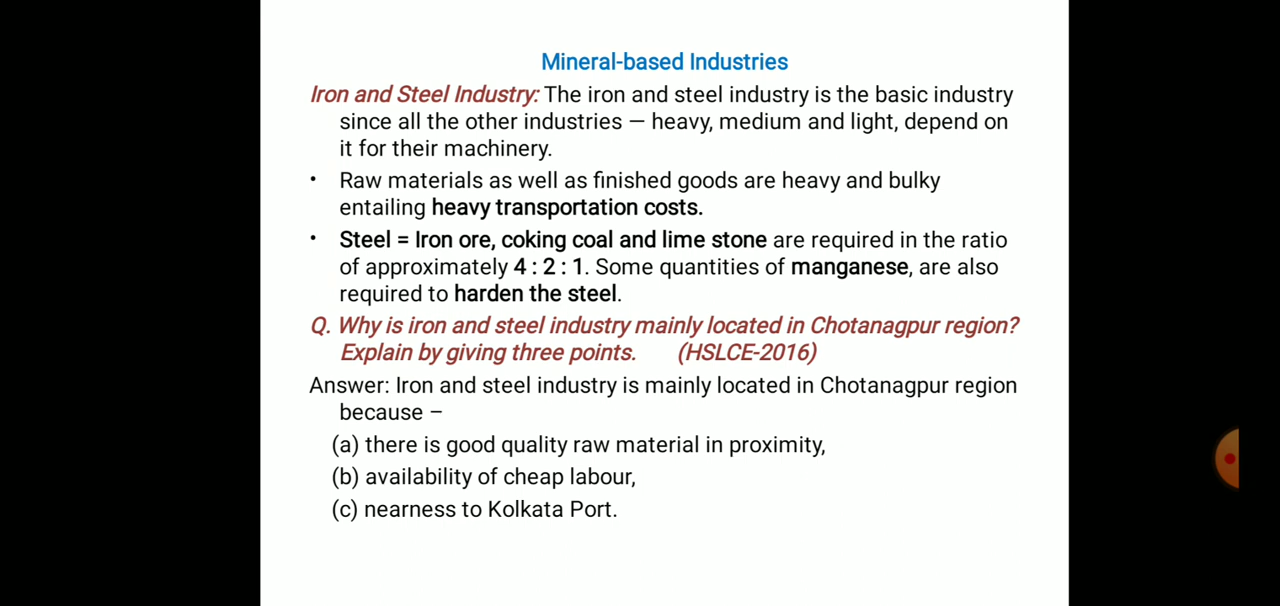 Mineral-based Industries
Iron and Steel Industry: The iron and steel industry is the basic industry
since all the other industries — heavy, medium and light, depend on
it for their machinery.
• Raw materials as well as finished goods are heavy and bulky
entailing heavy transportation costs.
• Steel = Iron ore, coking coal and lime stone are required in the ratio
of approximately 4 : 2 : 1. Some quantities of manganese, are also
required to harden the steel.
Q. Why is iron and steel industry mainly located in Chotanagpur region?
Explain by giving three points. (HSLCE-2016)
Answer: Iron and steel industry is mainly located in Chotanagpur region
because –
(a) there is good quality raw material in proximity,
(b) availability of cheap labour,
(c) nearness to Kolkata Port.